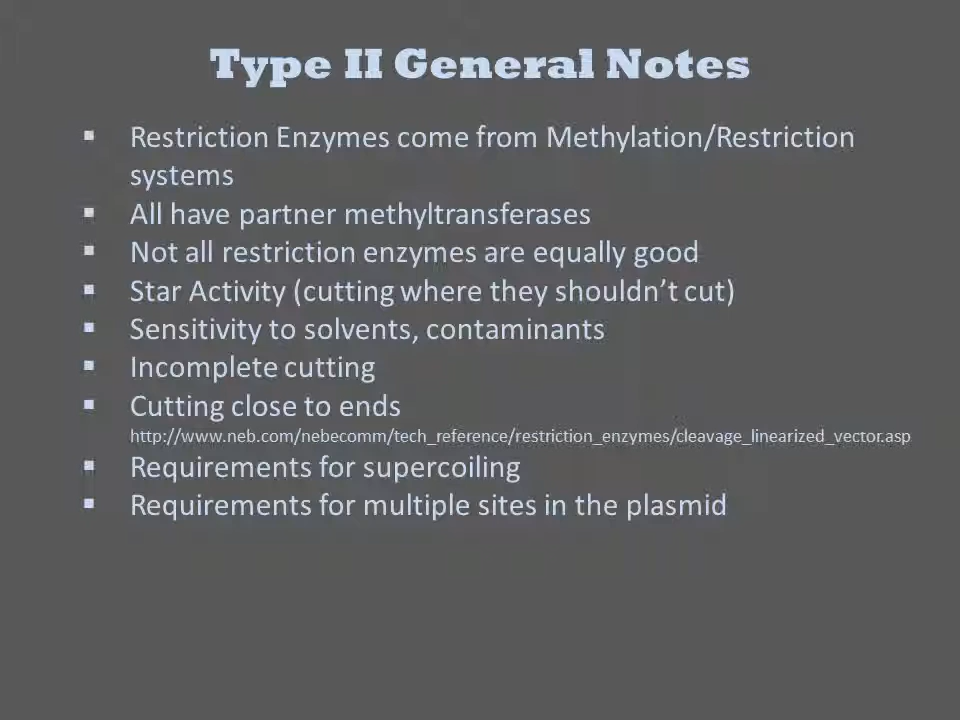 Type II General Notes
▪ Restriction Enzymes come from Methylation/Restriction
systems
▪ All have partner methyltransferases
▪ Not all restriction enzymes are equally good
▪ Star Activity (cutting where they shouldn’t cut)
▪ Sensitivity to solvents, contaminants
▪ Incomplete cutting
▪ Cutting close to ends
http://www.neb.com/nebecomm/tech_reference/restriction_enzymes/cleavage_linearized_vector.asp
▪ Requirements for supercoiling
▪ Requirements for multiple sites in the plasmid